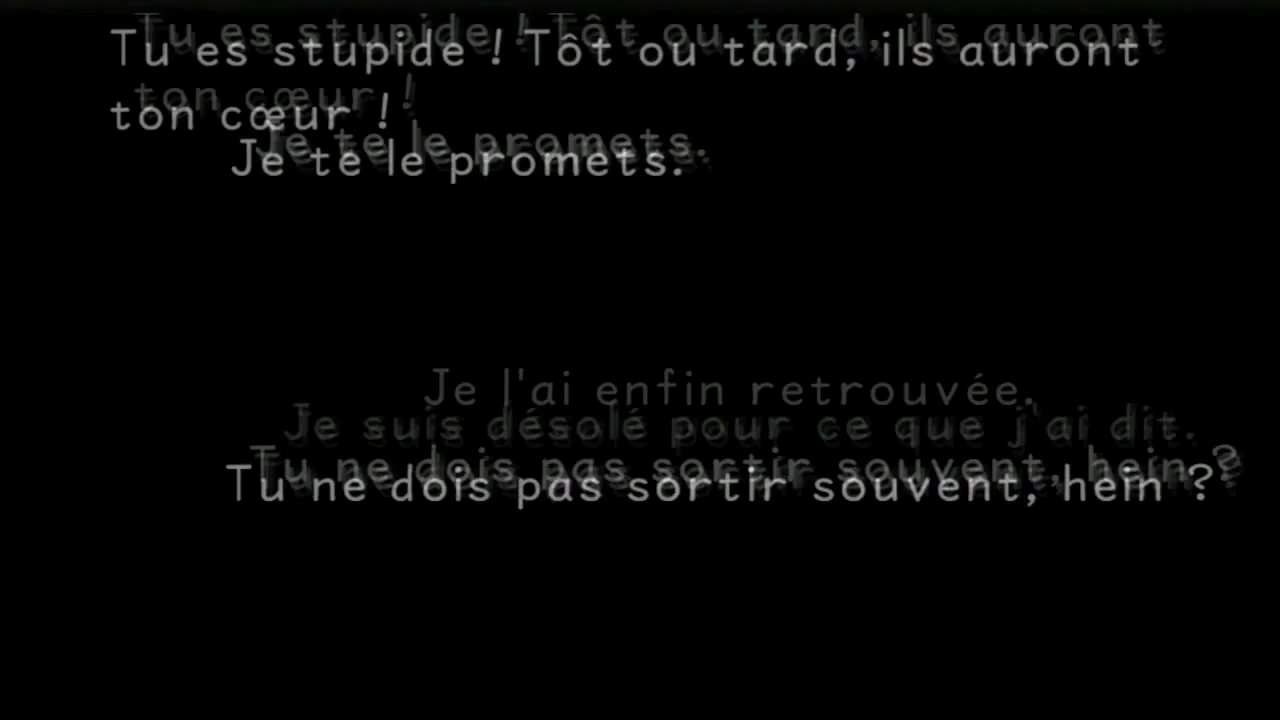 Tu es stupide ! Tôt ou tard, ils auront
ton cœur !
Je te le promets.
Je l'ai enfin retrouvée.
Je suis désolé pour ce que j'ai dit.
Tu ne dois pas sortir souvent, hein ?